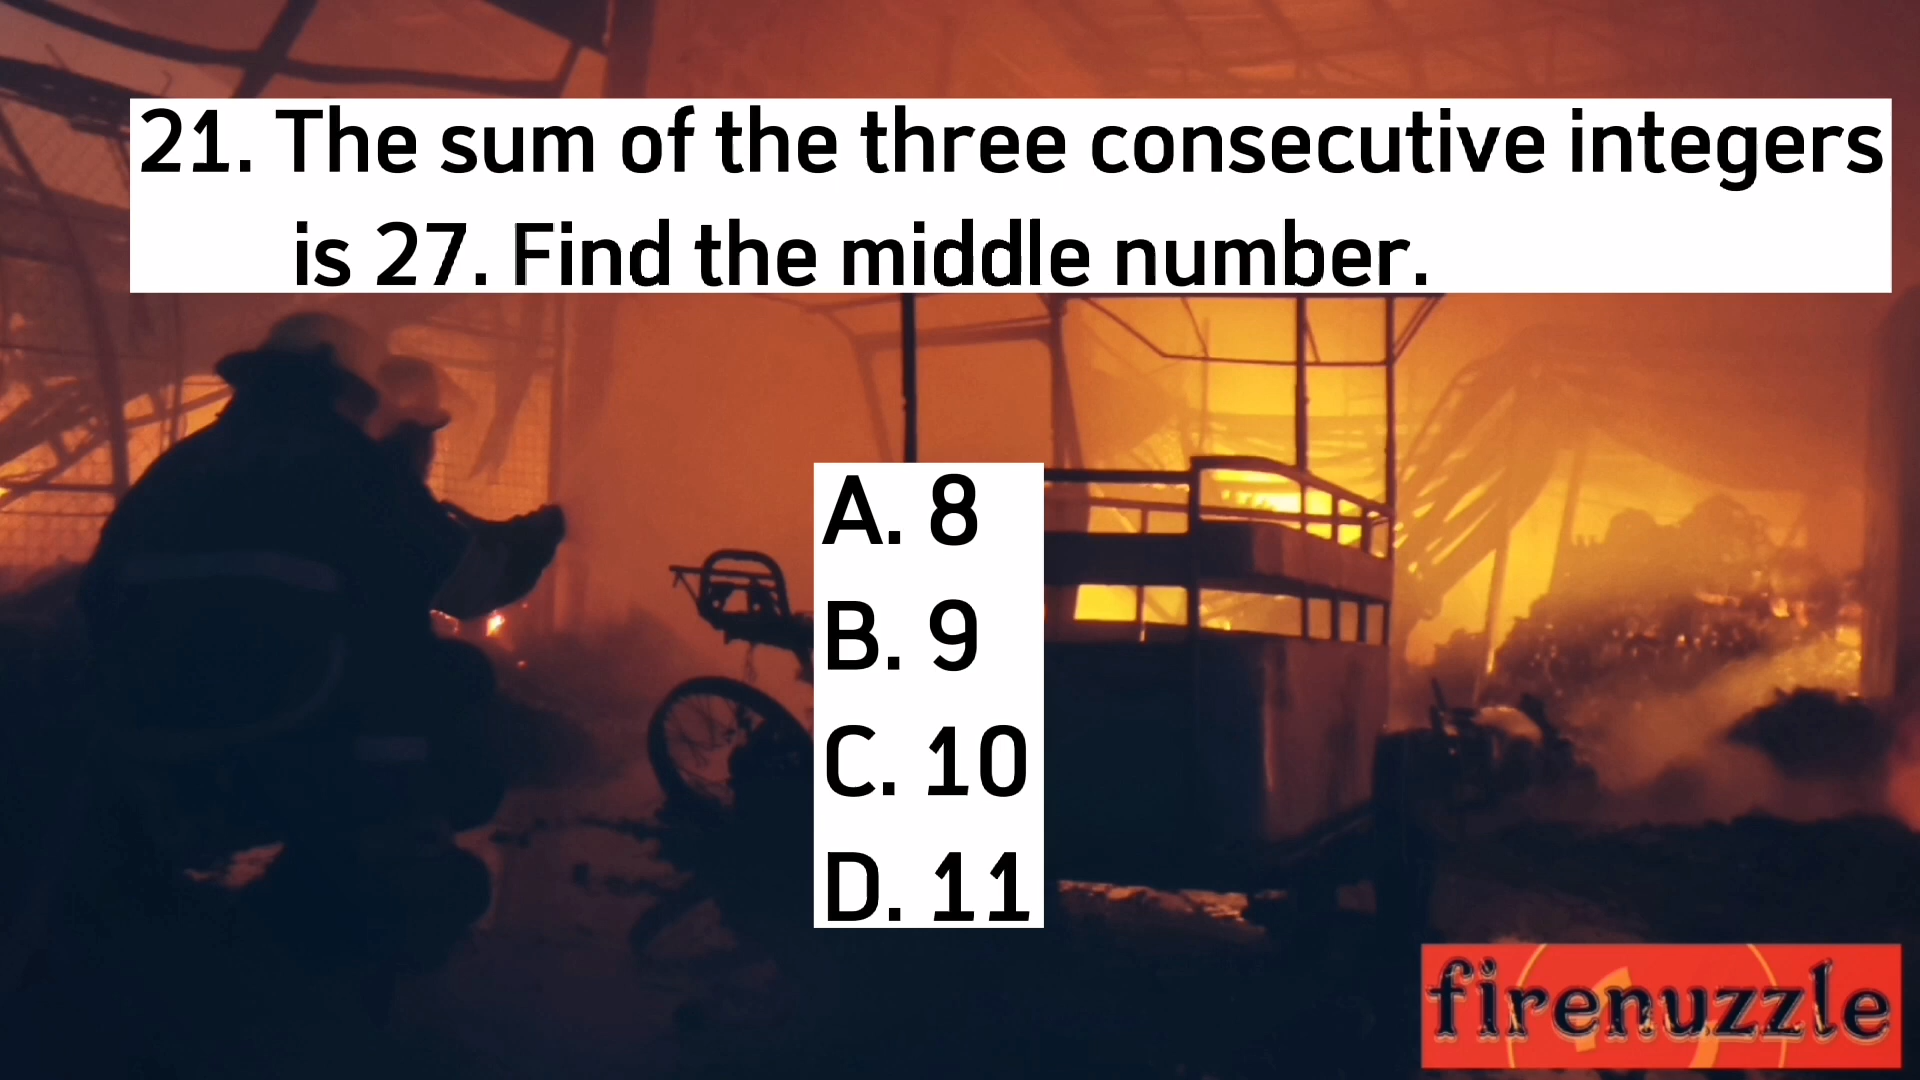 21. The sum of the three consecutive integers
is 27. Find the middle number.
A. 8
B. 9
C. 10
D. 11
firenuzzle